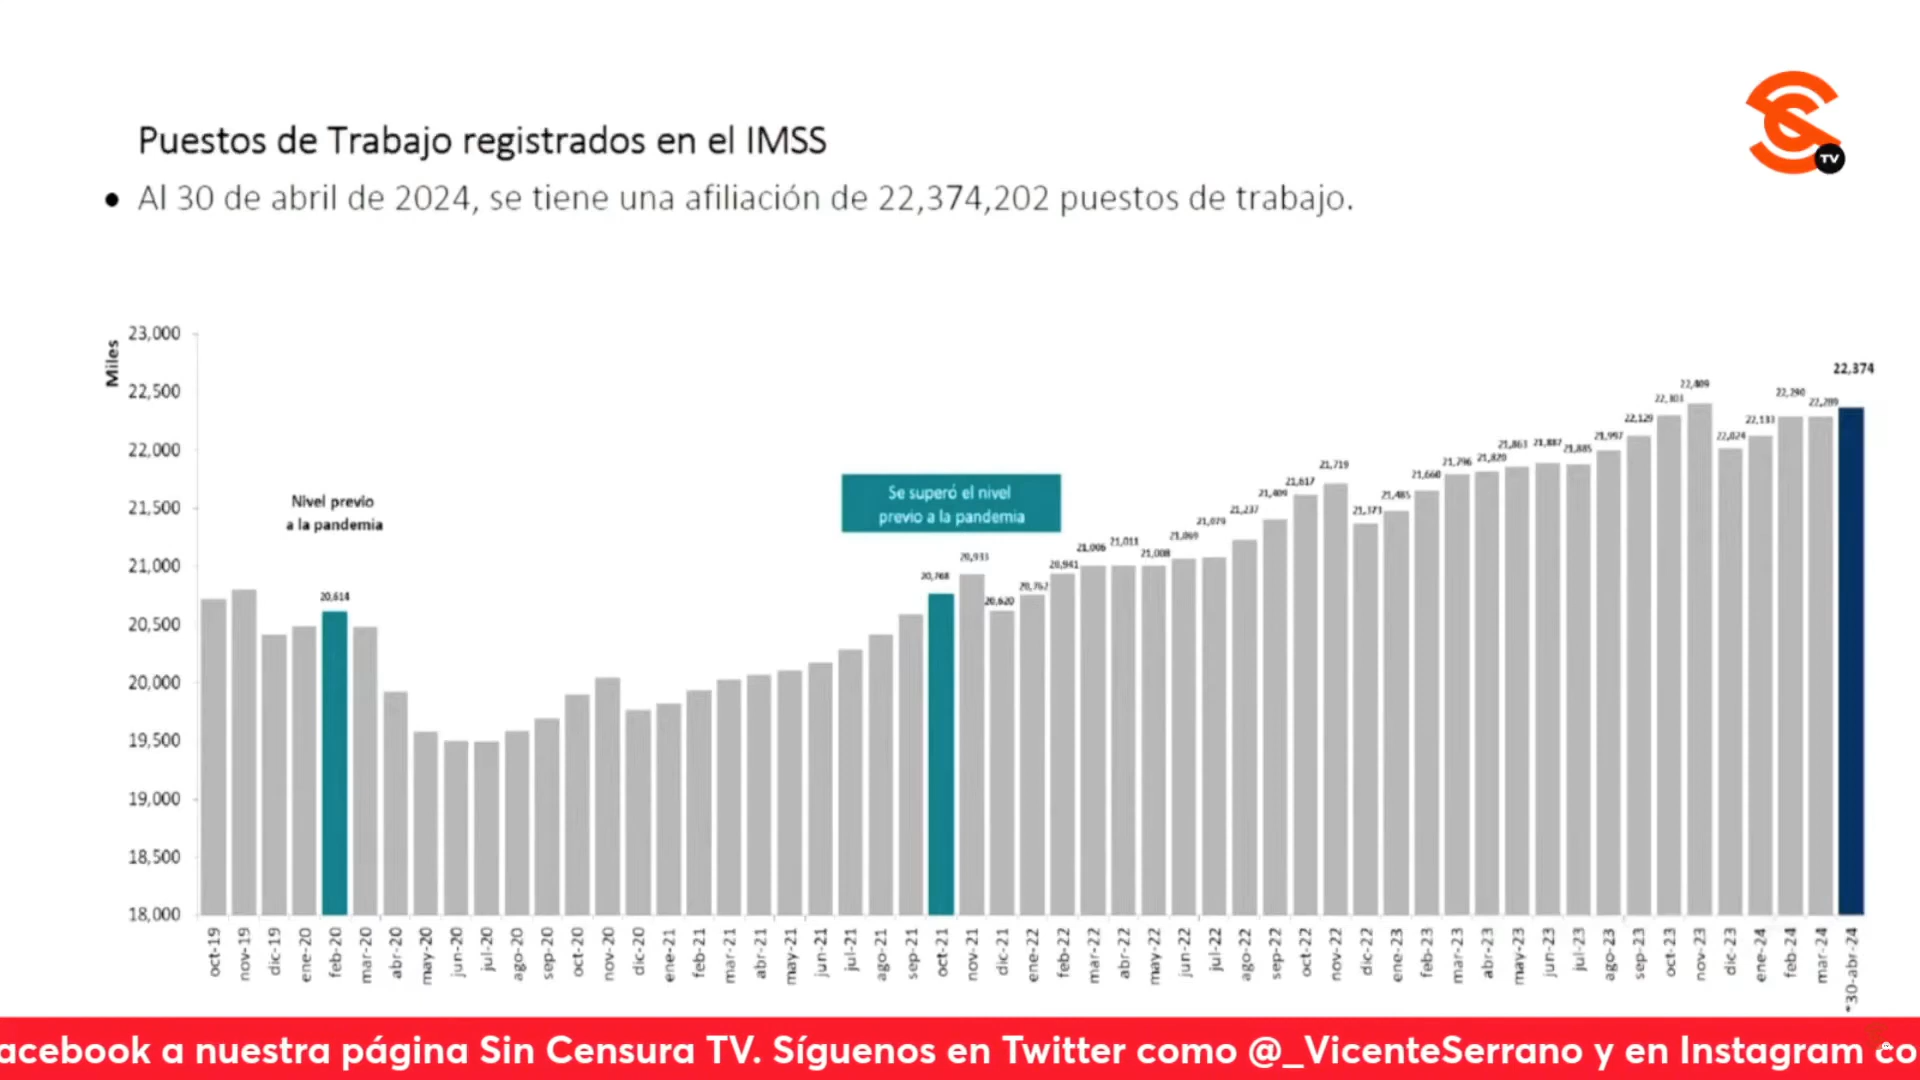 TV
Puestos de Trabajo registrados en el IMSS
● Al 30 de abril de 2024, se tiene una afiliación de 22,374,202 puestos de trabajo.
Miles
23,000
22,500
22,000
21,500
21,000
20,500
20,000
19,500
19,000
18,500
18,000
Nivel previo
a la pandemia
20,614
Se superó el nivel
previo a la pandemia
20,768
20,933
20,620
20,767
20,941
21,006
21,011
21,008
21,069
21,079
21,237
21,409
21,617
21,719
21,373
21,485
21,660
21,796
21,820
21,863
21,887
21,885
21,997
22,129
22,303
22,409
22,024
22,133
22,290
22,289
22,374
oct-19
nov-19
dic-19
ene-20
feb-20
mar-20
abr-20
may-20
jun-20
jul-20
ago-20
sep-20
oct-20
nov-20
dic-20
ene-21
feb-21
mar-21
abr-21
may-21
jun-21
jul-21
ago-21
sep-21
oct-21
nov-21
dic-21
ene-22
feb-22
mar-22
abr-22
may-22
jun-22
jul-22
ago-22
sep-22
oct-22
nov-22
dic-22
ene-23
feb-23
mar-23
abr-23
may-23
jun-23
jul-23
ago-23
sep-23
oct-23
nov-23
dic-23
ene-24
feb-24
mar-24
*30-abr-24
acebook a nuestra página Sin Censura TV. Síguenos en Twitter como @_VicenteSerrano y en Instagram co